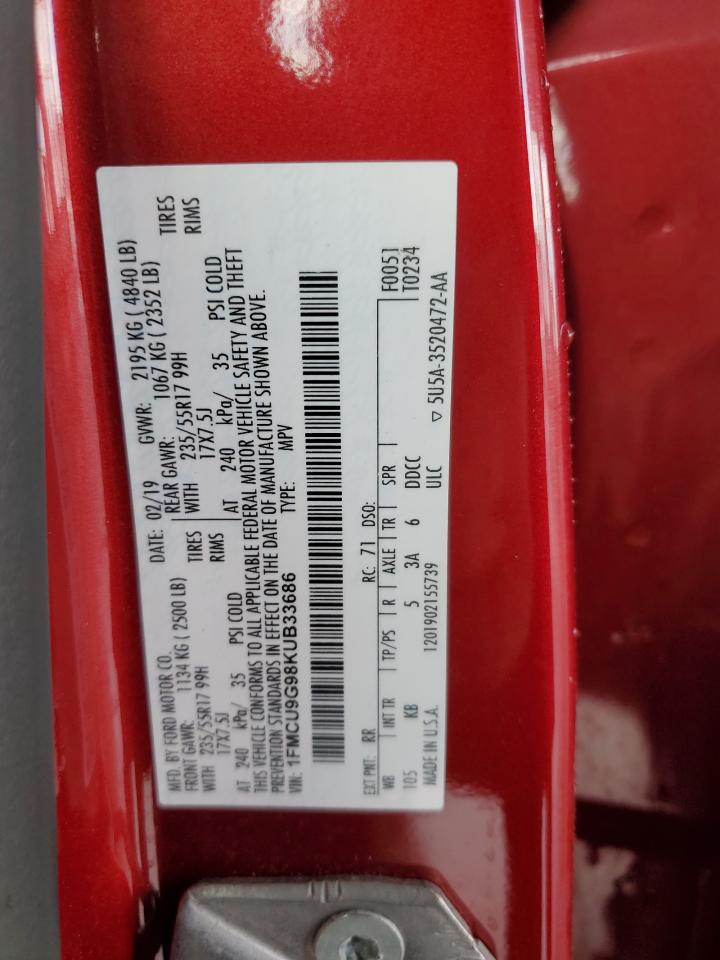 MFD. BY FORD MOTOR CO. DATE: 02/19 GVWR: 2195 KG ( 4840 LB)
FRONT GAWR: 1134 KG ( 2500 LB) REAR GAWR: 1067 KG ( 2352 LB)
WITH 235/55R17 99H TIRES WITH 235/55R17 99H TIRES
17X7.5J RIMS 17X7.5J RIMS
AT 240 kPa/ 35 PSI COLD AT 240 kPa/ 35 PSI COLD
THIS VEHICLE CONFORMS TO ALL APPLICABLE FEDERAL MOTOR VEHICLE SAFETY AND THEFT
PREVENTION STANDARDS IN EFFECT ON THE DATE OF MANUFACTURE SHOWN ABOVE.
VIN: 1FMCU9G98KUB33686 TYPE: MPV
EXT PNT: RR RC: 71 DSO: F0051
WB INT TR TP/PS R AXLE TR SPR T0234
105 KB 5 3A 6 DDCC
MADE IN U.S.A. 1201902155739 ULC ▽ 5U5A-3520472-AA